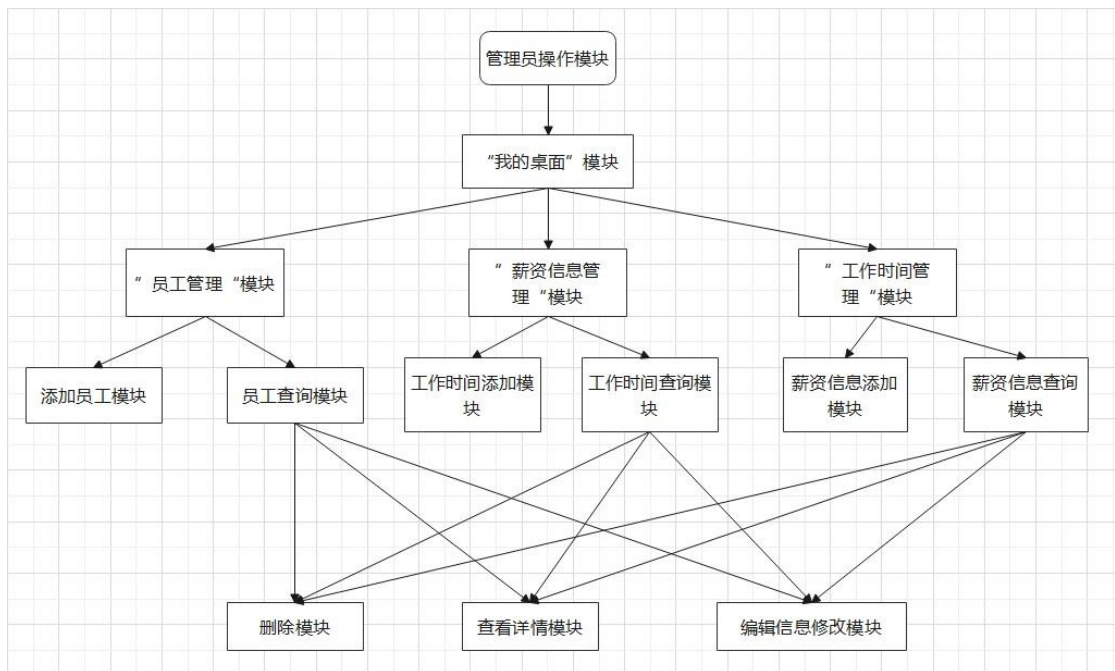 管理员操作模块
“我的桌面”模块
“员工管理“模块
“薪资信息管
理“模块
“工作时间管
理“模块
添加员工模块
员工查询模块
工作时间添加模
块
工作时间查询模
块
薪资信息添加
模块
薪资信息查询
模块
删除模块
查看详情模块
编辑信息修改模块